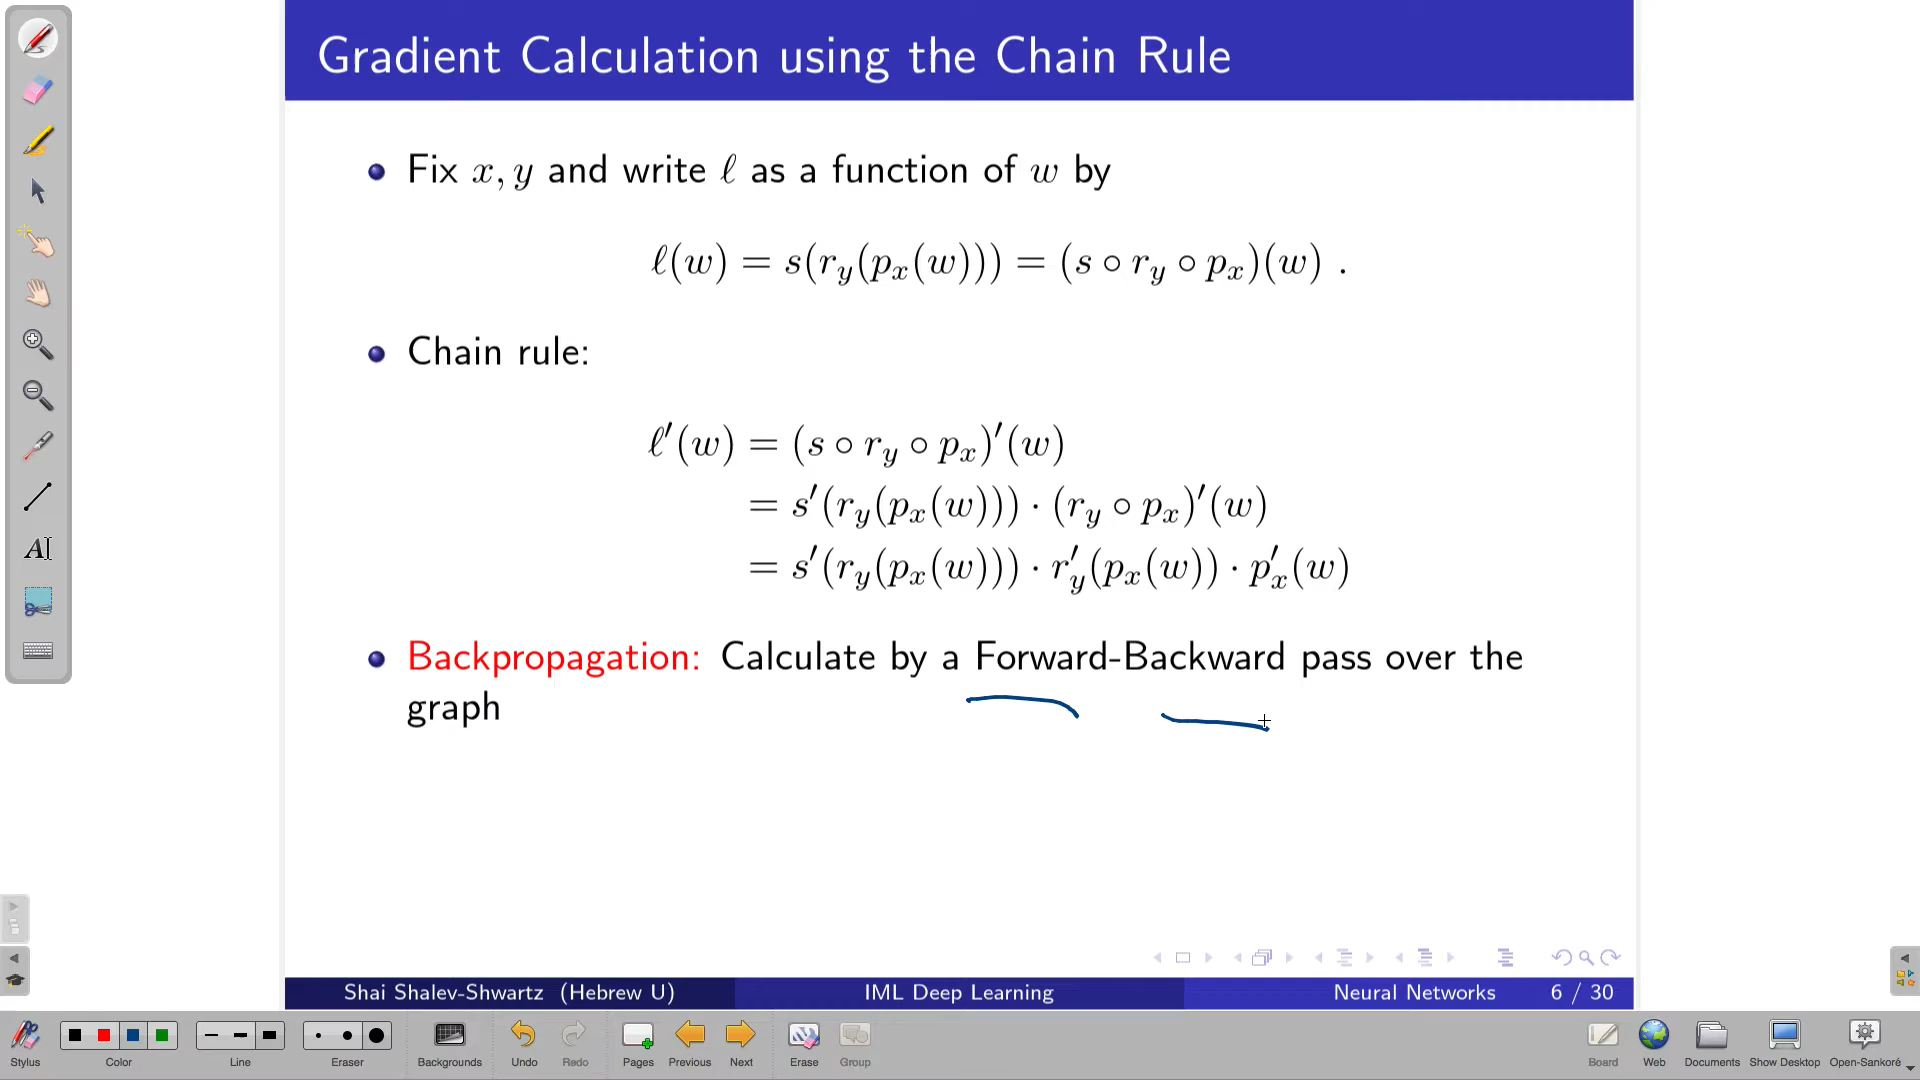 Gradient Calculation using the Chain Rule
Fix x, y and write ℓ as a function of w by
ℓ(w) = s(r_y(p_x(w))) = (s ∘ r_y ∘ p_x)(w) .
Chain rule:
ℓ′(w) = (s ∘ r_y ∘ p_x)′(w)
= s′(r_y(p_x(w))) · (r_y ∘ p_x)′(w)
= s′(r_y(p_x(w))) · r′_y(p_x(w)) · p′_x(w)
Backpropagation: Calculate by a Forward-Backward pass over the
graph
Shai Shalev-Shwartz (Hebrew U) IML Deep Learning Neural Networks 6 / 30
Stylus Color Line Eraser Backgrounds Undo Redo Pages Previous Next Erase Group Board Web Documents Show Desktop Open-Sankoré